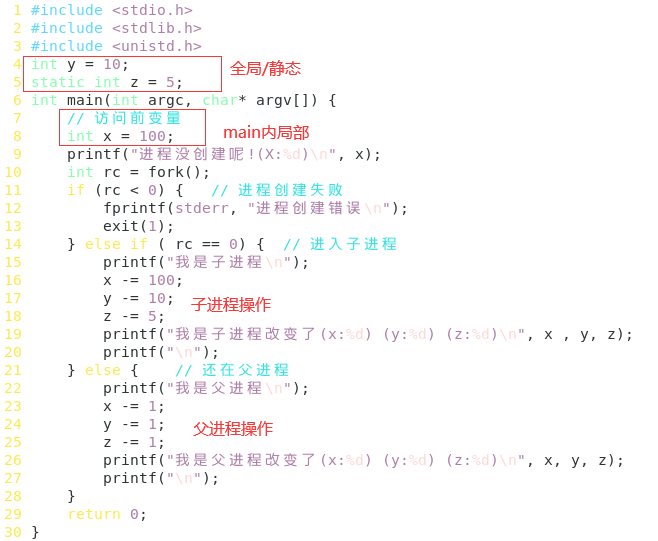 1 #include <stdio.h>
2 #include <stdlib.h>
3 #include <unistd.h>
4 int y = 10;
全局/静态
5 static int z = 5;
6 int main(int argc, char* argv[]) {
7     // 访问前变量
8     int x = 100;
main内局部
9     printf("进程没创建呢!(X:%d)\n", x);
10     int rc = fork();
11     if (rc < 0) {   // 进程创建失败
12         fprintf(stderr, "进程创建错误\n");
13         exit(1);
14     } else if ( rc == 0) {  // 进入子进程
15         printf("我是子进程\n");
16         x -= 100;
17         y -= 10;
子进程操作
18         z -= 5;
19         printf("我是子进程改变了(x:%d) (y:%d) (z:%d)\n", x , y, z);
20         printf("\n");
21     } else {    // 还在父进程
22         printf("我是父进程\n");
23         x -= 1;
24         y -= 1;
父进程操作
25         z -= 1;
26         printf("我是父进程改变了(x:%d) (y:%d) (z:%d)\n", x, y, z);
27         printf("\n");
28     }
29     return 0;
30 }